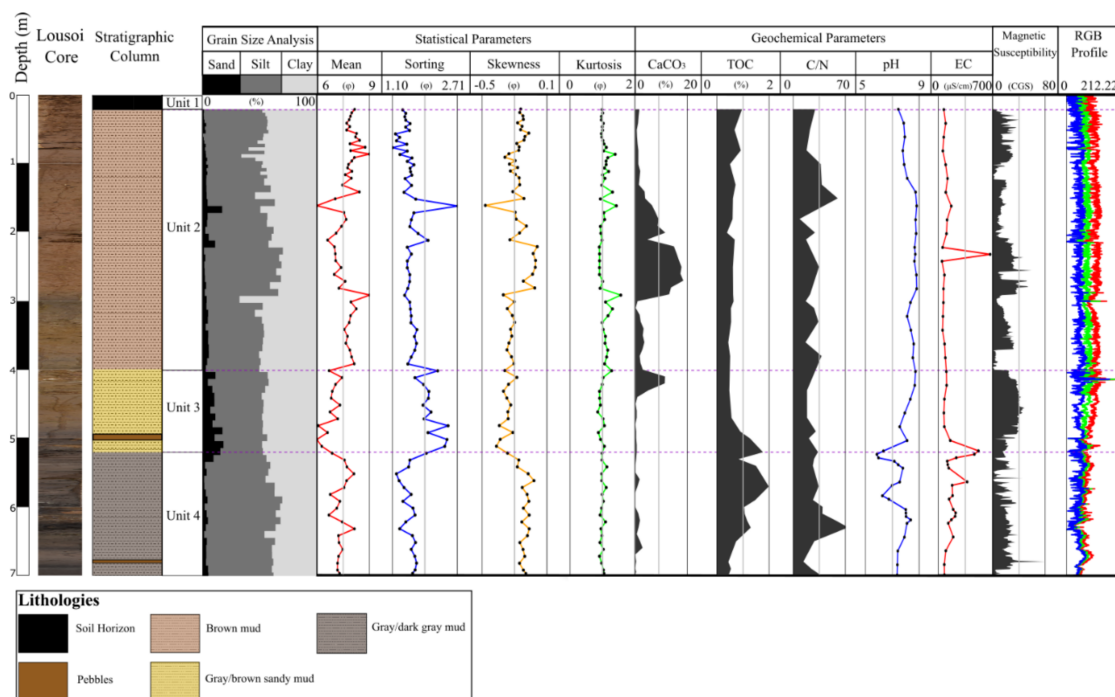 Depth (m)
Lousoi Core
Stratigraphic Column
Grain Size Analysis
Statistical Parameters
Geochemical Parameters
Magnetic Susceptibility
RGB Profile
Sand Silt Clay
Mean Sorting Skewness Kurtosis
CaCO₃ TOC C/N pH EC
0 (%) 100
6 (φ) 9
1.10 (φ) 2.71
-0.5 (φ) 0.1
0 (φ) 2
0 (%) 20
0 (%) 2
0 70
5 9
0 (µS/cm) 700
0 (CGS) 80
0 212.22
0
1
2
3
4
5
6
7
Unit 1
Unit 2
Unit 3
Unit 4
Lithologies
Soil Horizon
Brown mud
Gray/dark gray mud
Pebbles
Gray/brown sandy mud